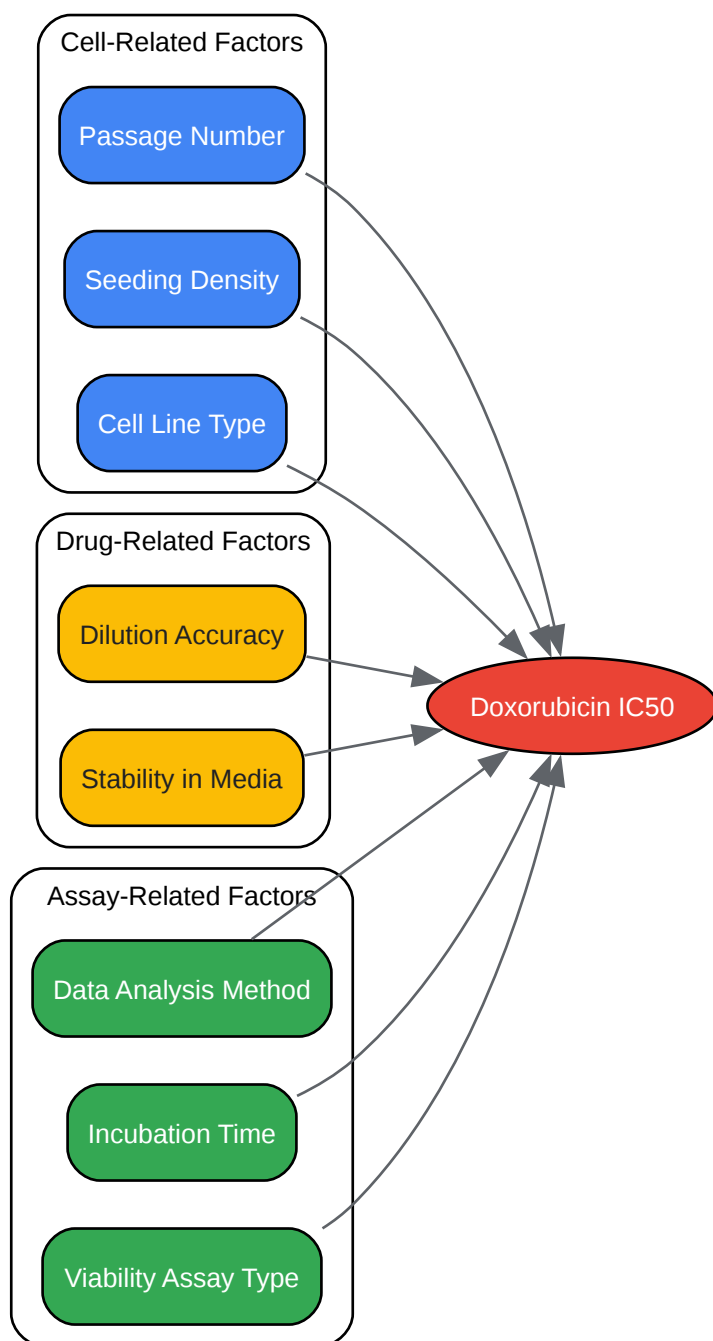 Cell-Related Factors
Passage Number
Seeding Density
Cell Line Type
Drug-Related Factors
Dilution Accuracy
Stability in Media
Doxorubicin IC50
Assay-Related Factors
Data Analysis Method
Incubation Time
Viability Assay Type